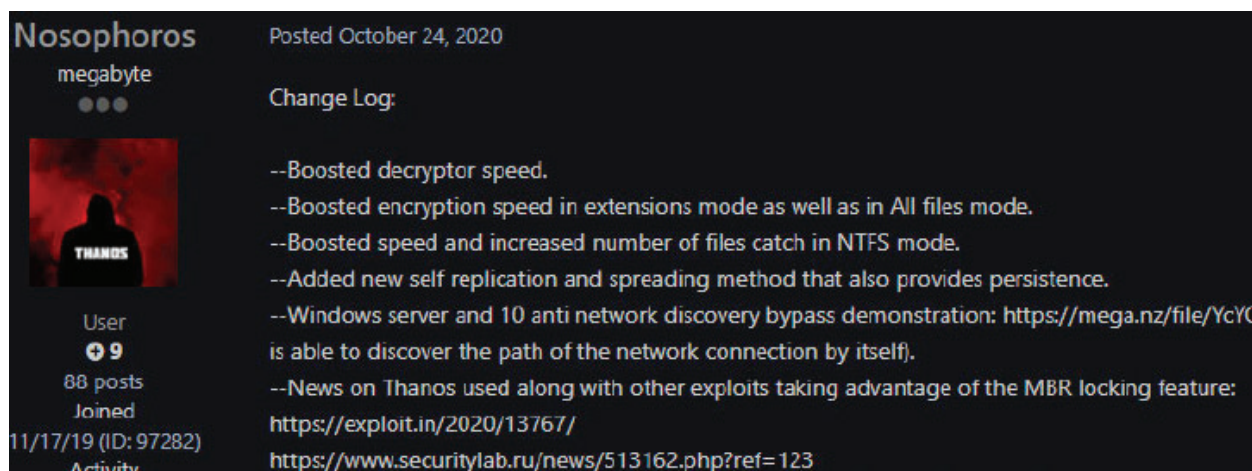 Nosophoros
megabyte
THANOS
User
9
88 posts
Joined
11/17/19 (ID: 97282)
Activity
Posted October 24, 2020
Change Log:
--Boosted decryptor speed.
--Boosted encryption speed in extensions mode as well as in All files mode.
--Boosted speed and increased number of files catch in NTFS mode.
--Added new self replication and spreading method that also provides persistence.
--Windows server and 10 anti network discovery bypass demonstration: https://mega.nz/file/YcY
is able to discover the path of the network connection by itself).
--News on Thanos used along with other exploits taking advantage of the MBR locking feature:
https://exploit.in/2020/13767/
https://www.securitylab.ru/news/513162.php?ref=123